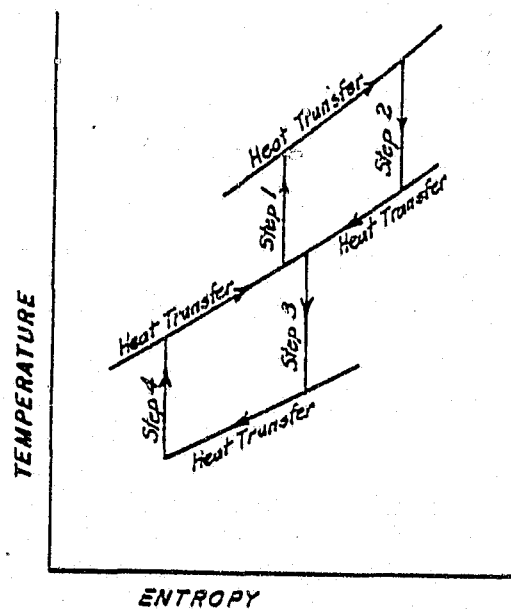 Heat Transfer
Step 2
Step 1
Heat Transfer
Heat Transfer
Step 3
Step 4
Heat Transfer
TEMPERATURE
ENTROPY